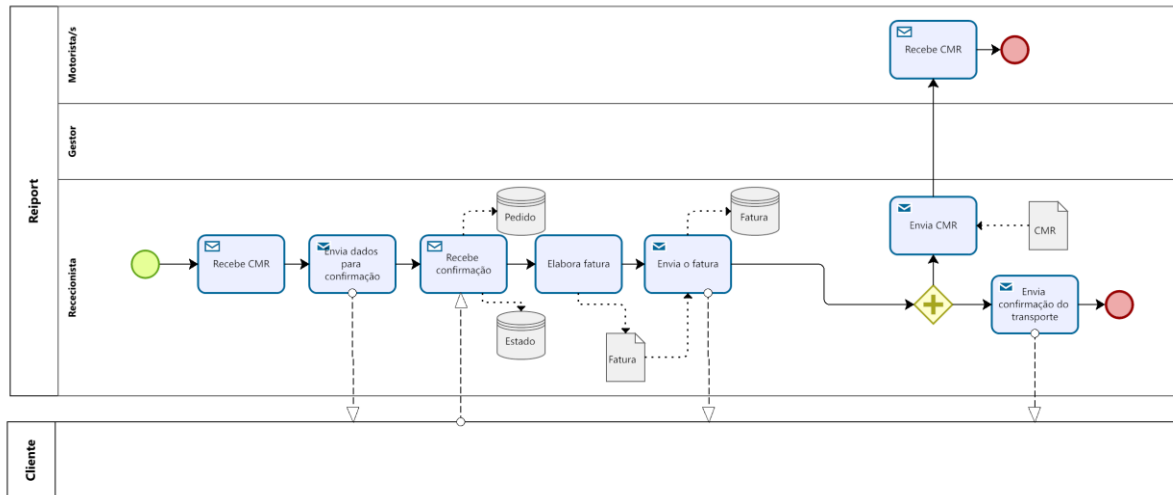 Reiport
Motorista/s
Recebe CMR
Gestor
Rececionista
Recebe CMR
Envia dados
para
confirmação
Recebe
confirmação
Pedido
Estado
Elabora fatura
Fatura
Envia o fatura
Fatura
Envia CMR
CMR
Envia
confirmação do
transporte
Cliente